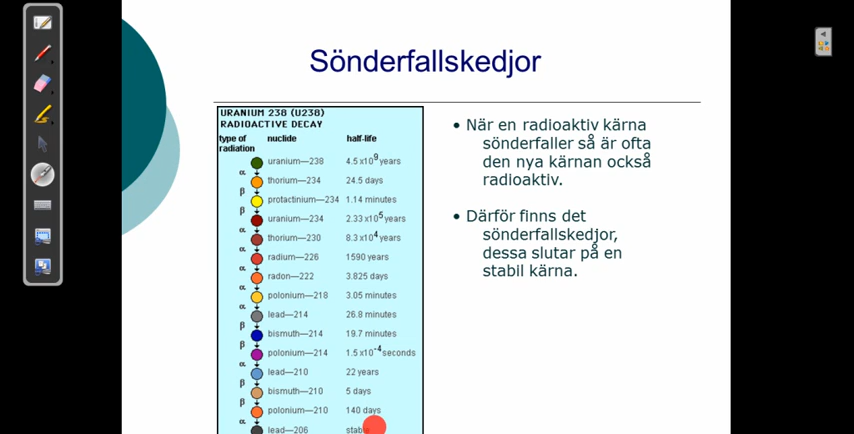 Sönderfallskedjor
URANIUM 238 (U238)
RADIOACTIVE DECAY
type of radiation nuclide half-life
uranium—238 4.5 x10⁹ years
α
thorium—234 24.5 days
β
protactinium—234 1.14 minutes
β
uranium—234 2.33 x10⁵ years
α
thorium—230 8.3 x10⁴ years
α
radium—226 1590 years
α
radon—222 3.825 days
α
polonium—218 3.05 minutes
α
lead—214 26.8 minutes
β
bismuth—214 19.7 minutes
β
polonium—214 1.5 x10⁻⁴ seconds
α
lead—210 22 years
β
bismuth—210 5 days
β
polonium—210 140 days
α
lead—206 stable
• När en radioaktiv kärna
sönderfaller så är ofta
den nya kärnan också
radioaktiv.
• Därför finns det
sönderfallskedjor,
dessa slutar på en
stabil kärna.